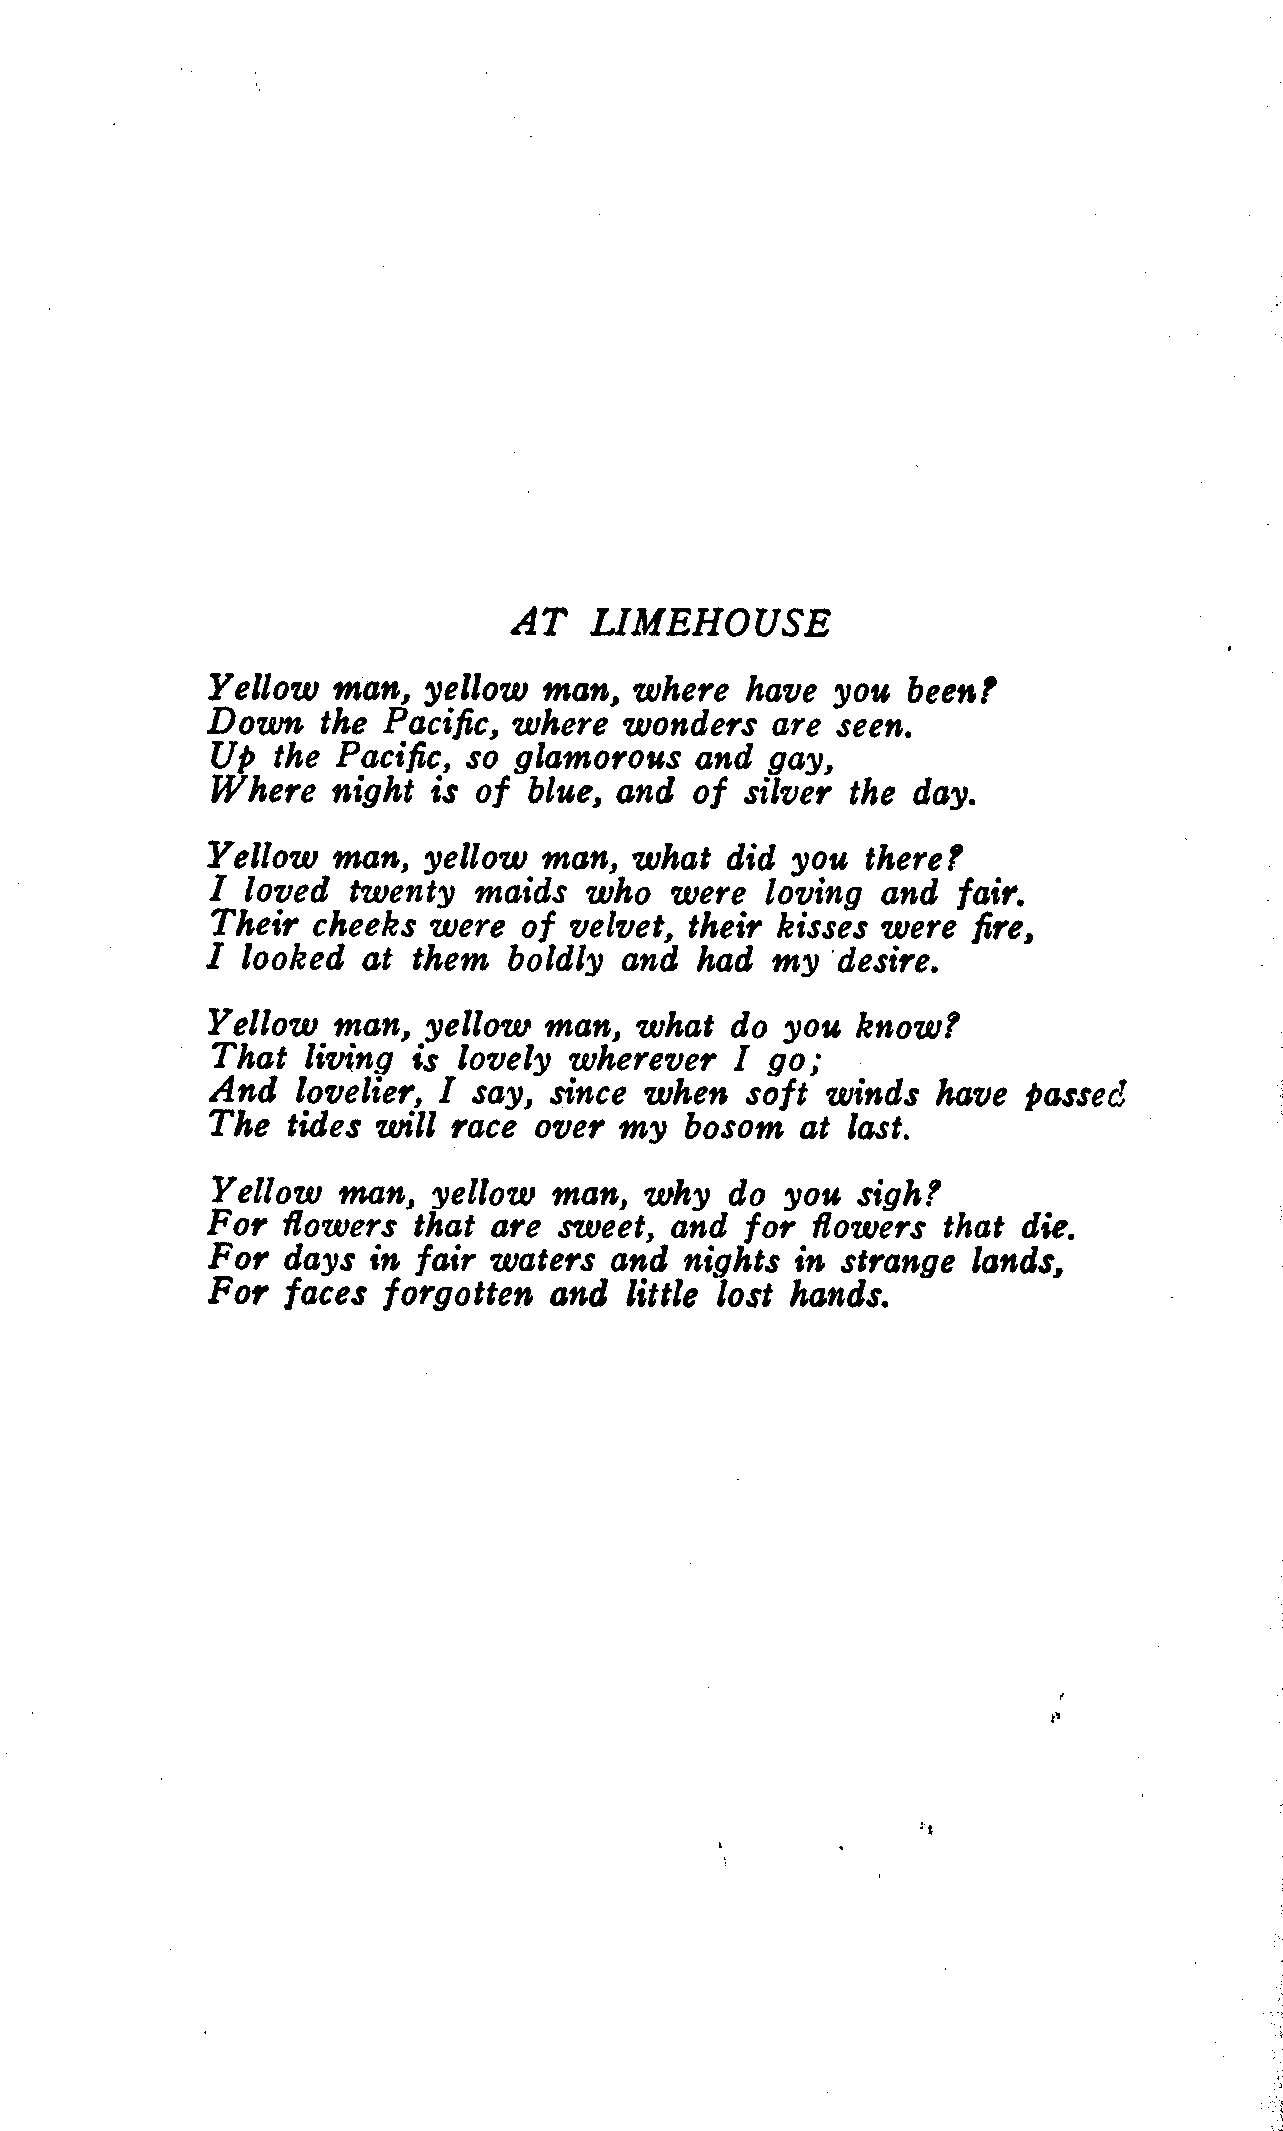 AT LIMEHOUSE
Yellow man, yellow man, where have you been?
Down the Pacific, where wonders are seen.
Up the Pacific, so glamorous and gay,
Where night is of blue, and of silver the day.
Yellow man, yellow man, what did you there?
I loved twenty maids who were loving and fair.
Their cheeks were of velvet, their kisses were fire,
I looked at them boldly and had my desire.
Yellow man, yellow man, what do you know?
That living is lovely wherever I go;
And lovelier, I say, since when soft winds have passed
The tides will race over my bosom at last.
Yellow man, yellow man, why do you sigh?
For flowers that are sweet, and for flowers that die.
For days in fair waters and nights in strange lands,
For faces forgotten and little lost hands.